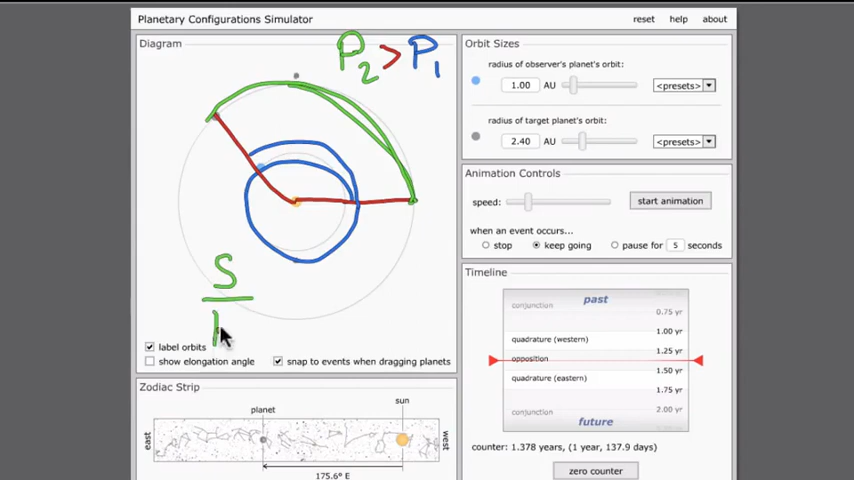 Planetary Configurations Simulator
reset help about
Diagram
P2 > P1
S
label orbits
show elongation angle
snap to events when dragging planets
Orbit Sizes
radius of observer's planet's orbit:
1.00 AU <presets>
radius of target planet's orbit:
2.40 AU <presets>
Animation Controls
speed:
start animation
when an event occurs...
stop keep going pause for 5 seconds
Timeline
past
conjunction
0.75 yr
1.00 yr
quadrature (western)
1.25 yr
opposition
1.50 yr
quadrature (eastern)
1.75 yr
conjunction
2.00 yr
future
counter: 1.378 years, (1 year, 137.9 days)
zero counter
Zodiac Strip
planet
sun
east
west
175.6° E